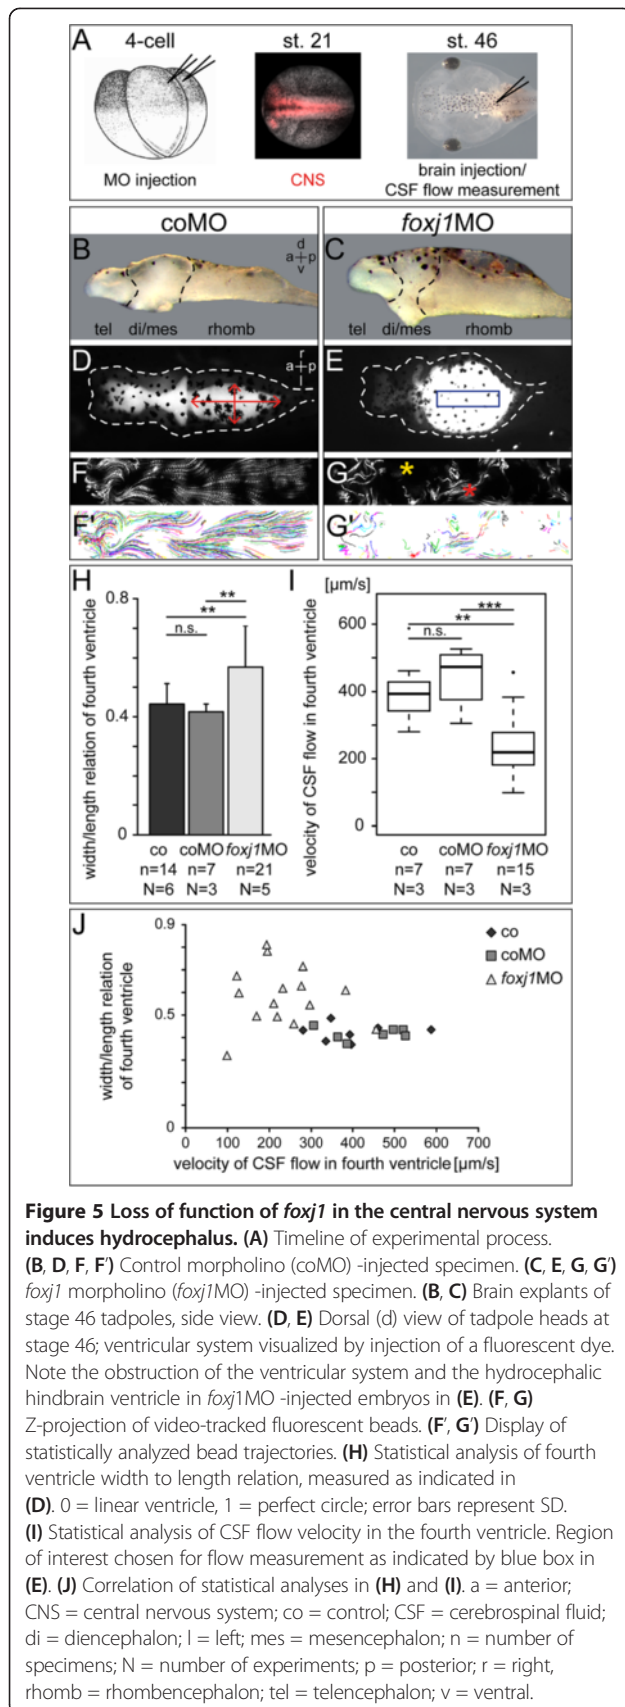 A 4-cell st. 21 st. 46
MO injection CNS brain injection/
CSF flow measurement
coMO foxj1MO
B d a p v C
tel di/mes rhomb tel di/mes rhomb
D r a p l E
F G * *
F' G'
H I [µm/s]
width/length relation of fourth ventricle
0.8
0.4
0
** ** n.s.
co coMO foxj1MO
n=14 n=7 n=21
N=6 N=3 N=5
velocity of CSF flow in fourth ventricle
600
400
200
0
*** ** n.s.
co coMO foxj1MO
n=7 n=7 n=15
N=3 N=3 N=3
J
width/length relation
of fourth ventricle
0.9
0.5
0
co
coMO
foxj1MO
0 100 200 300 400 500 600 700
velocity of CSF flow in fourth ventricle [µm/s]
Figure 5 Loss of function of foxj1 in the central nervous system
induces hydrocephalus. (A) Timeline of experimental process.
(B, D, F, F') Control morpholino (coMO) -injected specimen. (C, E, G, G')
foxj1 morpholino (foxj1MO) -injected specimen. (B, C) Brain explants of
stage 46 tadpoles, side view. (D, E) Dorsal (d) view of tadpole heads at
stage 46; ventricular system visualized by injection of a fluorescent dye.
Note the obstruction of the ventricular system and the hydrocephalic
hindbrain ventricle in foxj1MO -injected embryos in (E). (F, G)
Z-projection of video-tracked fluorescent beads. (F', G') Display of
statistically analyzed bead trajectories. (H) Statistical analysis of fourth
ventricle width to length relation, measured as indicated in
(D). 0 = linear ventricle, 1 = perfect circle; error bars represent SD.
(I) Statistical analysis of CSF flow velocity in the fourth ventricle. Region
of interest chosen for flow measurement as indicated by blue box in
(E). (J) Correlation of statistical analyses in (H) and (I). a = anterior;
CNS = central nervous system; co = control; CSF = cerebrospinal fluid;
di = diencephalon; l = left; mes = mesencephalon; n = number of
specimens; N = number of experiments; p = posterior; r = right,
rhomb = rhombencephalon; tel = telencephalon; v = ventral.